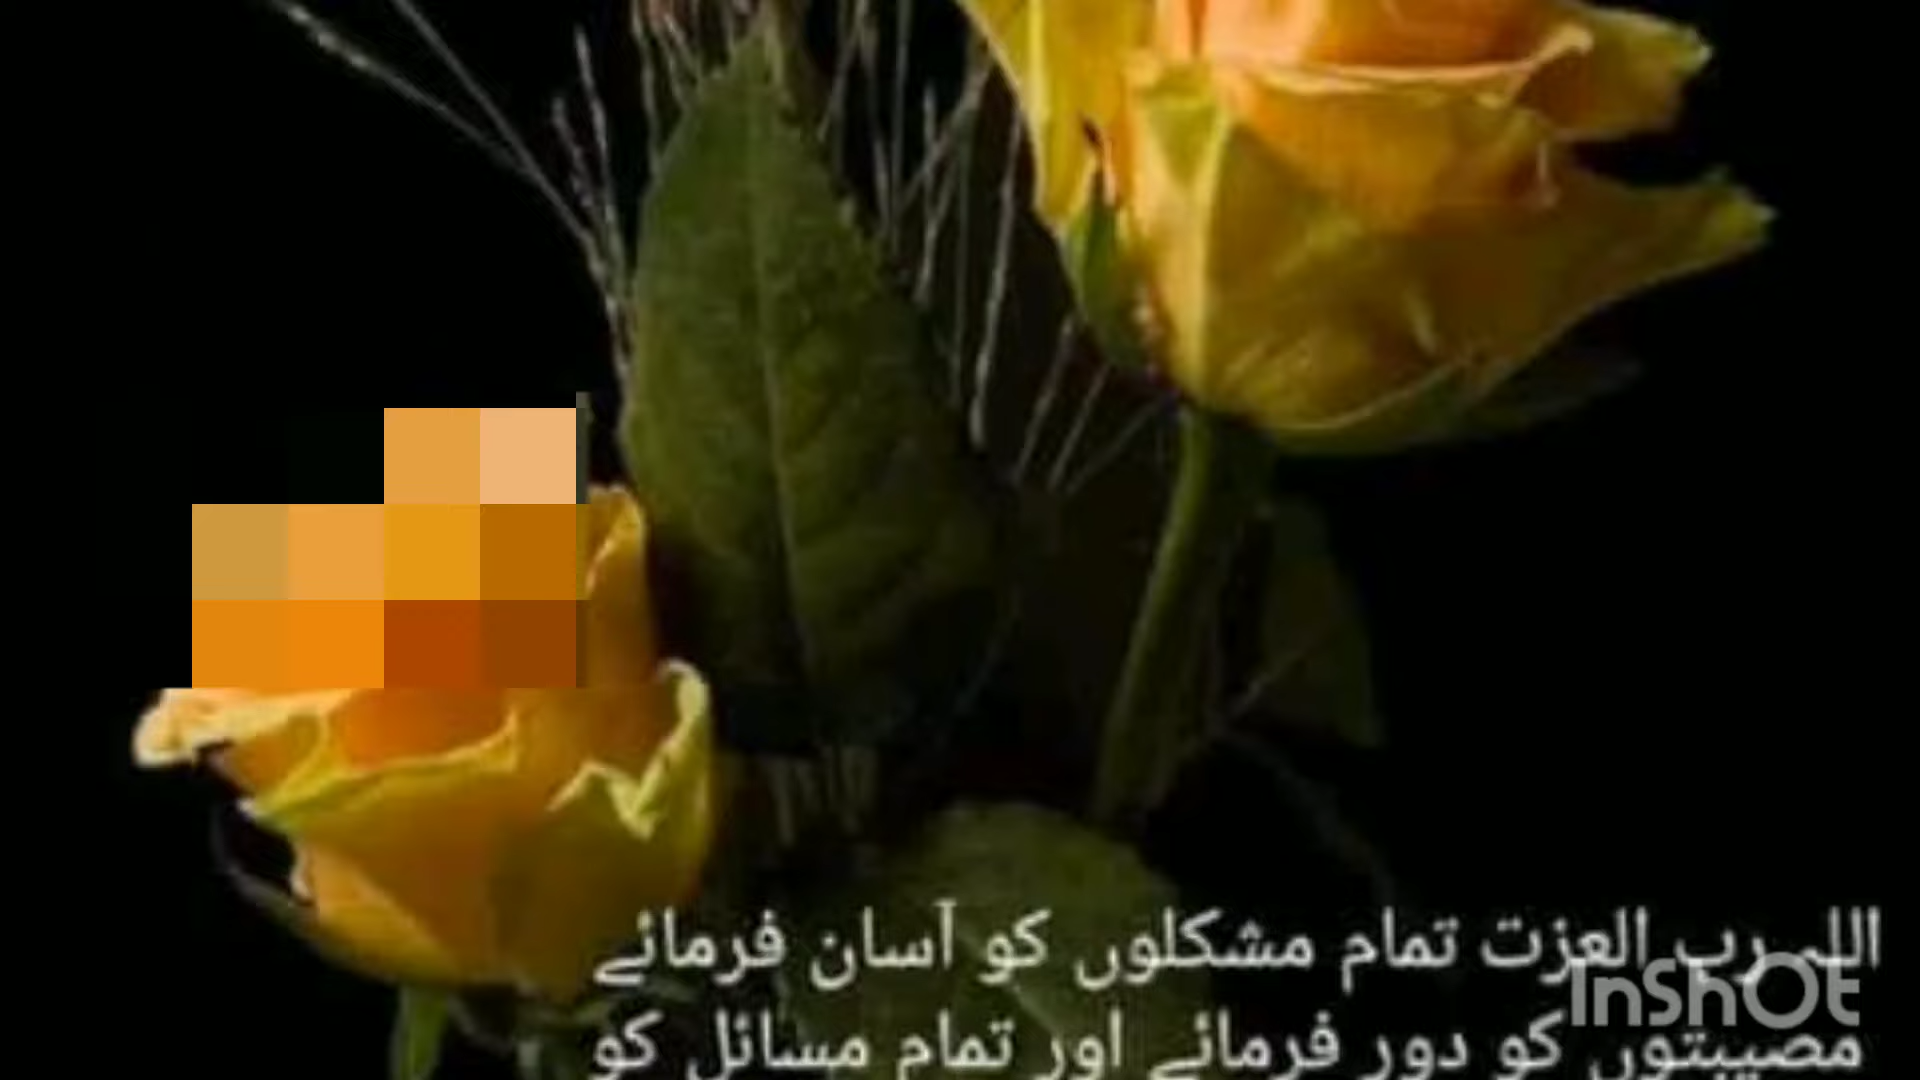 اللہ رب العزت تمام مشکلوں کو آسان فرمائے
مصیبتوں کو دور فرمائے اور تمام مسائل کو
InShOt